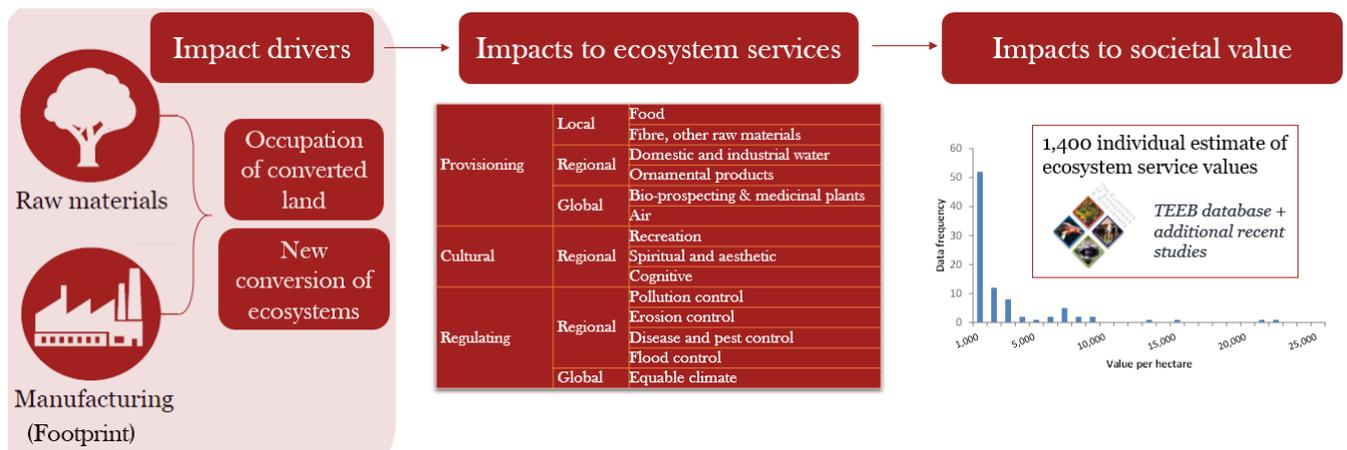 Impact drivers
Impacts to ecosystem services
Impacts to societal value
Raw materials
Manufacturing
(Footprint)
Occupation
of converted
land
New
conversion of
ecosystems
Provisioning
Local
Food
Fibre, other raw materials
Regional
Domestic and industrial water
Ornamental products
Global
Bio-prospecting & medicinal plants
Air
Cultural
Regional
Recreation
Spiritual and aesthetic
Cognitive
Regulating
Regional
Pollution control
Erosion control
Disease and pest control
Flood control
Global
Equable climate
1,400 individual estimate of
ecosystem service values
TEEB database +
additional recent
studies
Data frequency
60
50
40
30
20
10
0
1,000
5,000
10,000
15,000
20,000
25,000
Value per hectare